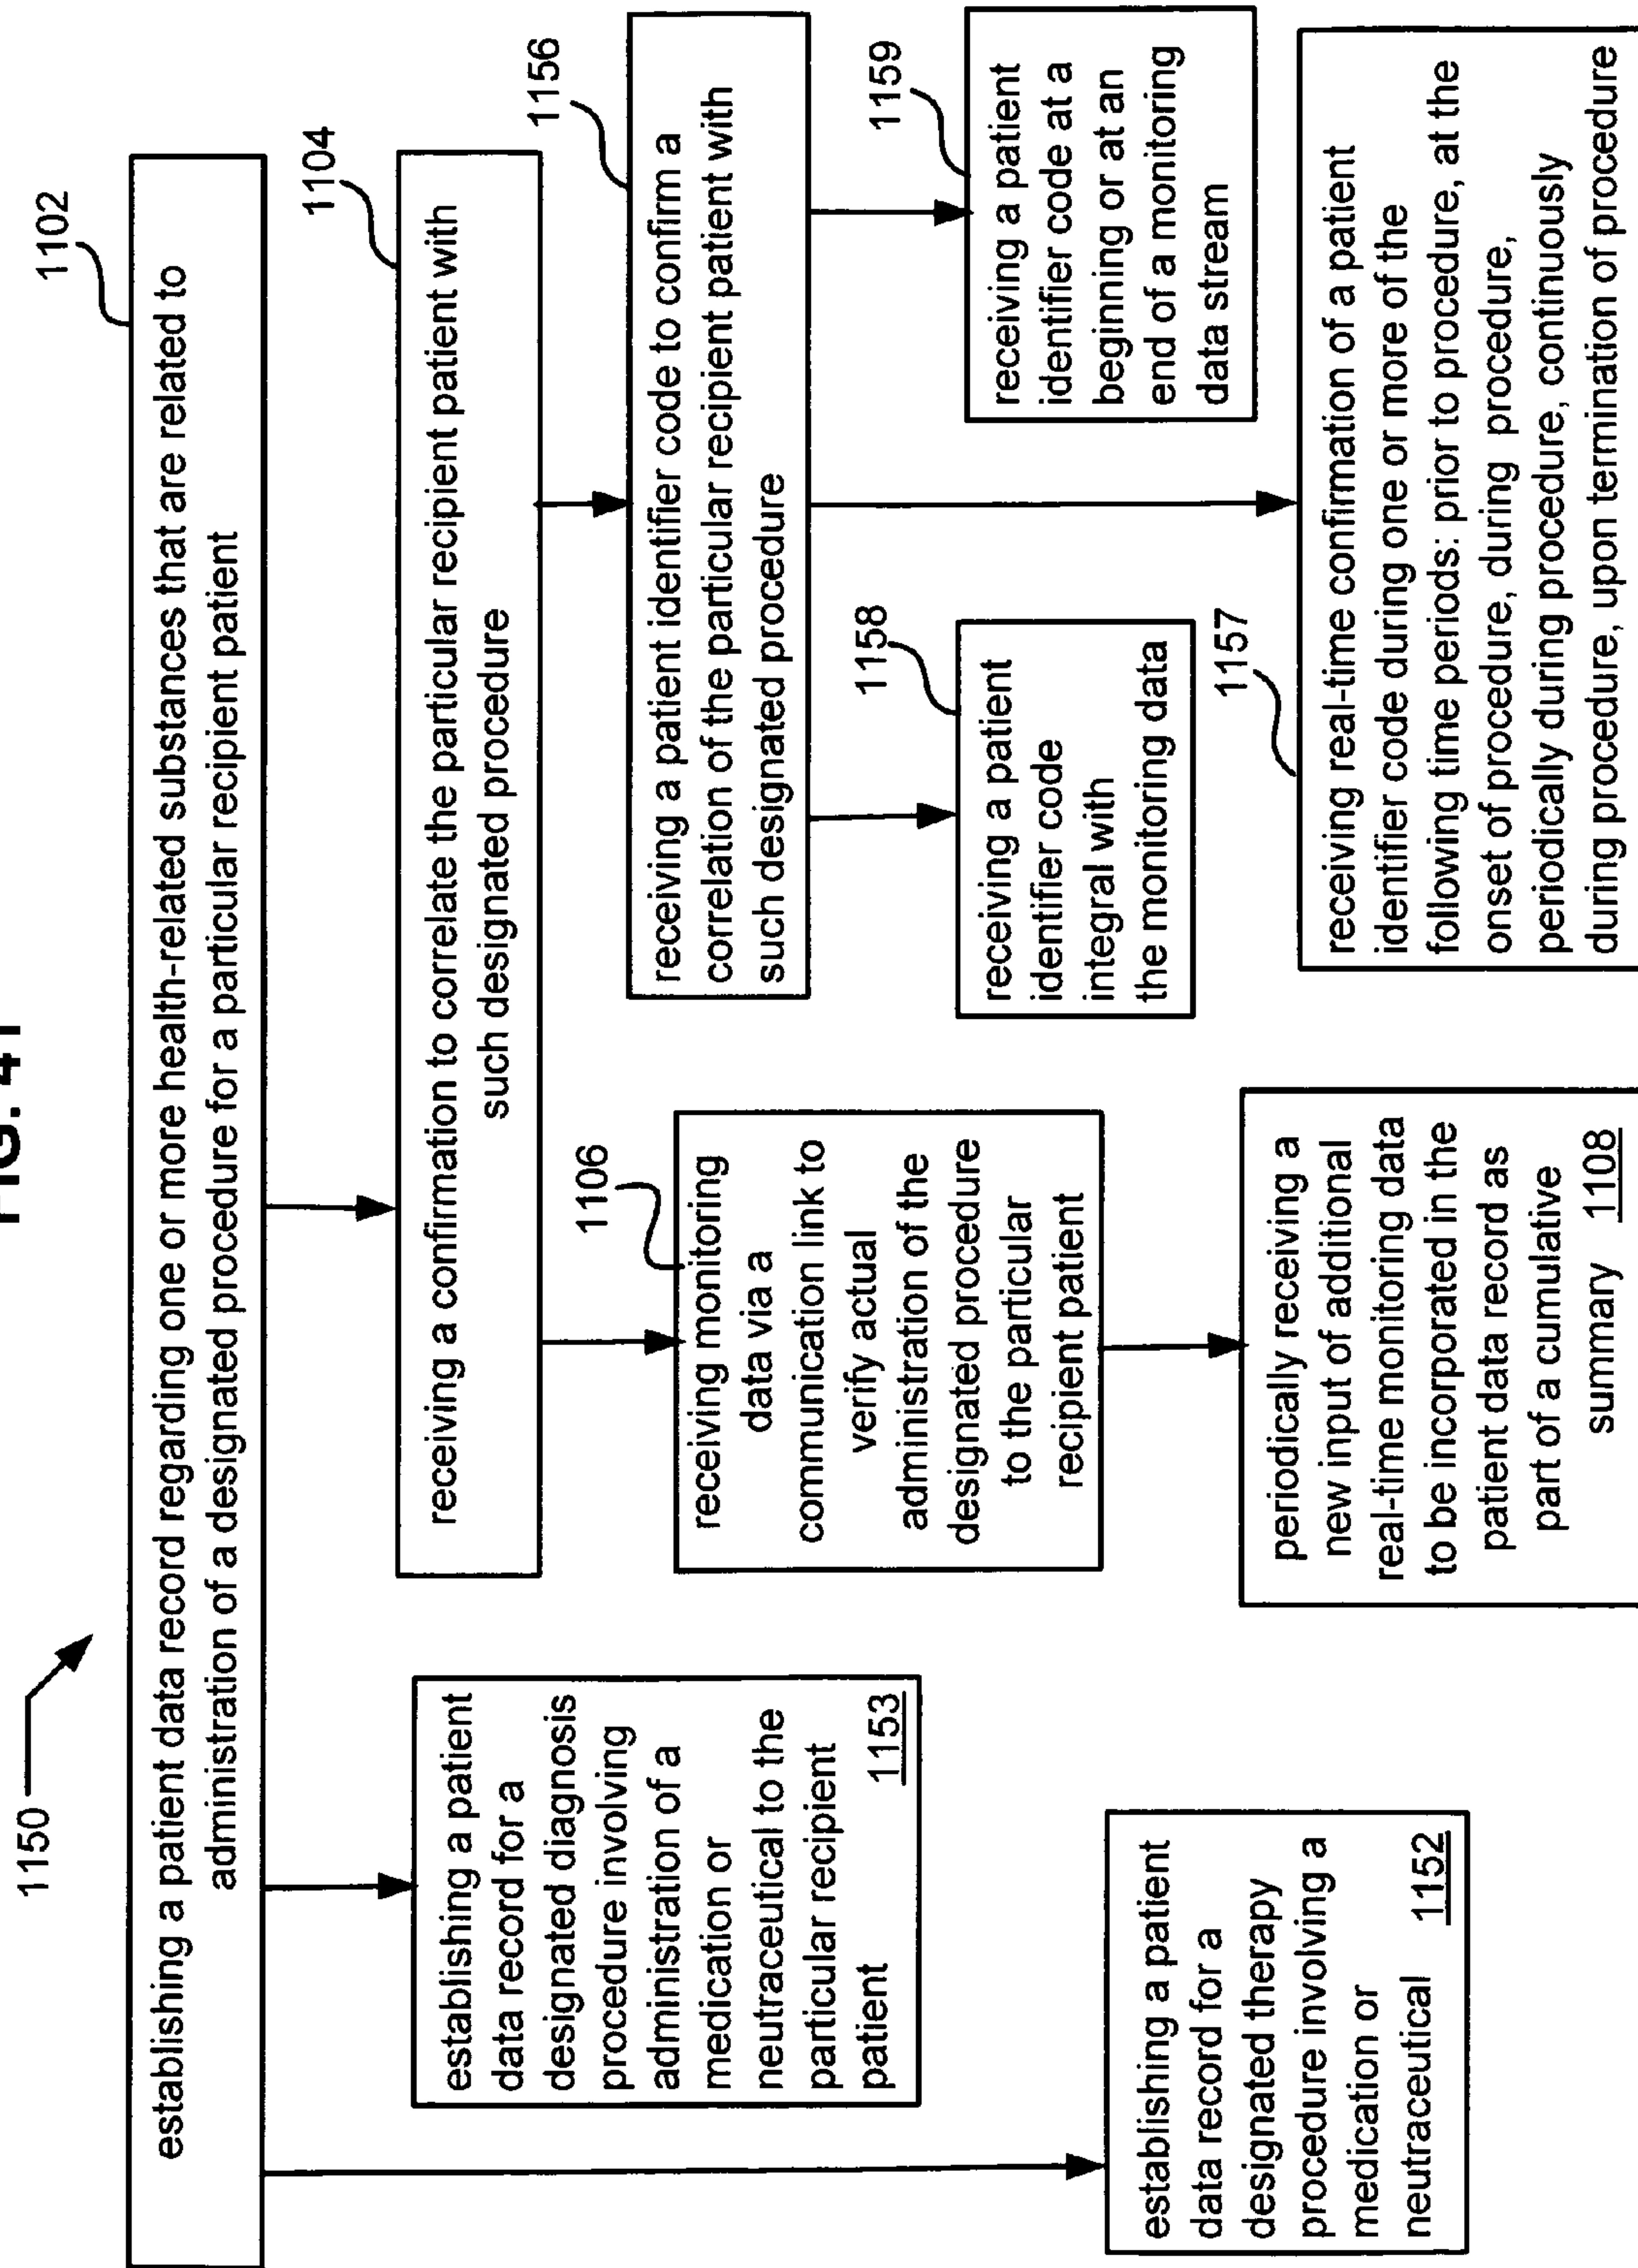 FIG. 41
1150
1102
establishing a patient data record regarding one or more health-related substances that are related to
administration of a designated procedure for a particular recipient patient
1104
receiving a confirmation to correlate the particular recipient patient with
such designated procedure
establishing a patient
data record for a
designated diagnosis
procedure involving
administration of a
medication or
neutraceutical to the
particular recipient
patient 1153
establishing a patient
data record for a
designated therapy
procedure involving a
medication or
neutraceutical 1152
1106
receiving monitoring
data via a
communication link to
verify actual
administration of the
designated procedure
to the particular
recipient patient
periodically receiving a
new input of additional
real-time monitoring data
to be incorporated in the
patient data record as
part of a cumulative
summary 1108
1156
receiving a patient identifier code to confirm a
correlation of the particular recipient patient with
such designated procedure
1158
receiving a patient
identifier code
integral with
the monitoring data
1159
receiving a patient
identifier code at a
beginning or at an
end of a monitoring
data stream
1157
receiving real-time confirmation of a patient
identifier code during one or more of the
following time periods: prior to procedure, at the
onset of procedure, during procedure,
periodically during procedure, continuously
during procedure, upon termination of procedure